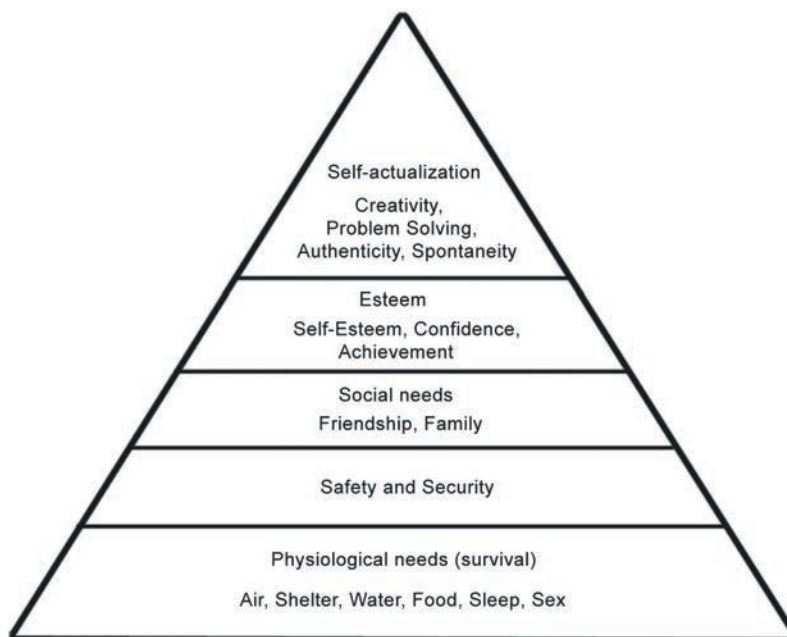 Self-actualization
Creativity,
Problem Solving,
Authenticity, Spontaneity
Esteem
Self-Esteem, Confidence,
Achievement
Social needs
Friendship, Family
Safety and Security
Physiological needs (survival)
Air, Shelter, Water, Food, Sleep, Sex